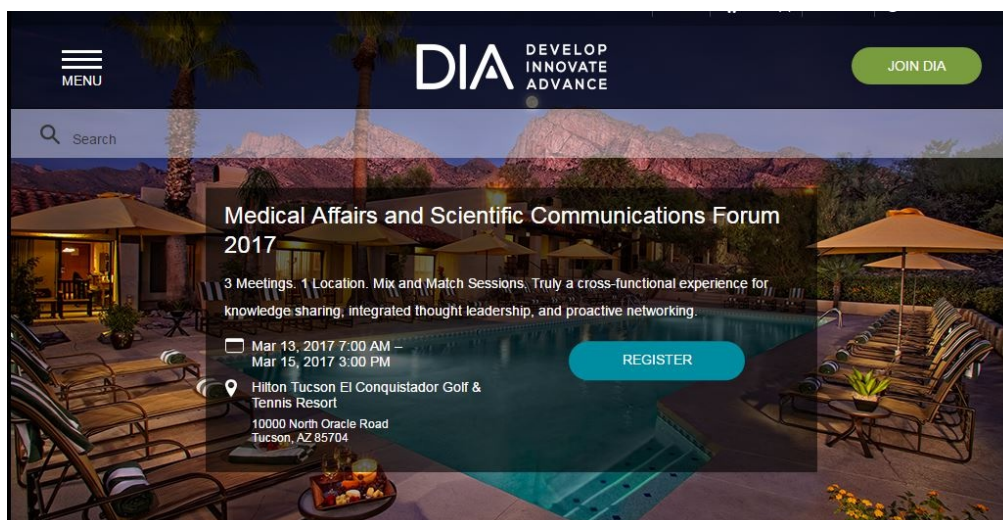 MENU
DIA
DEVELOP
INNOVATE
ADVANCE
JOIN DIA
Search
Medical Affairs and Scientific Communications Forum
2017
3 Meetings. 1 Location. Mix and Match Sessions. Truly a cross-functional experience for
knowledge sharing, integrated thought leadership, and proactive networking.
Mar 13, 2017 7:00 AM –
Mar 15, 2017 3:00 PM
REGISTER
Hilton Tucson El Conquistador Golf &
Tennis Resort
10000 North Oracle Road
Tucson, AZ 85704